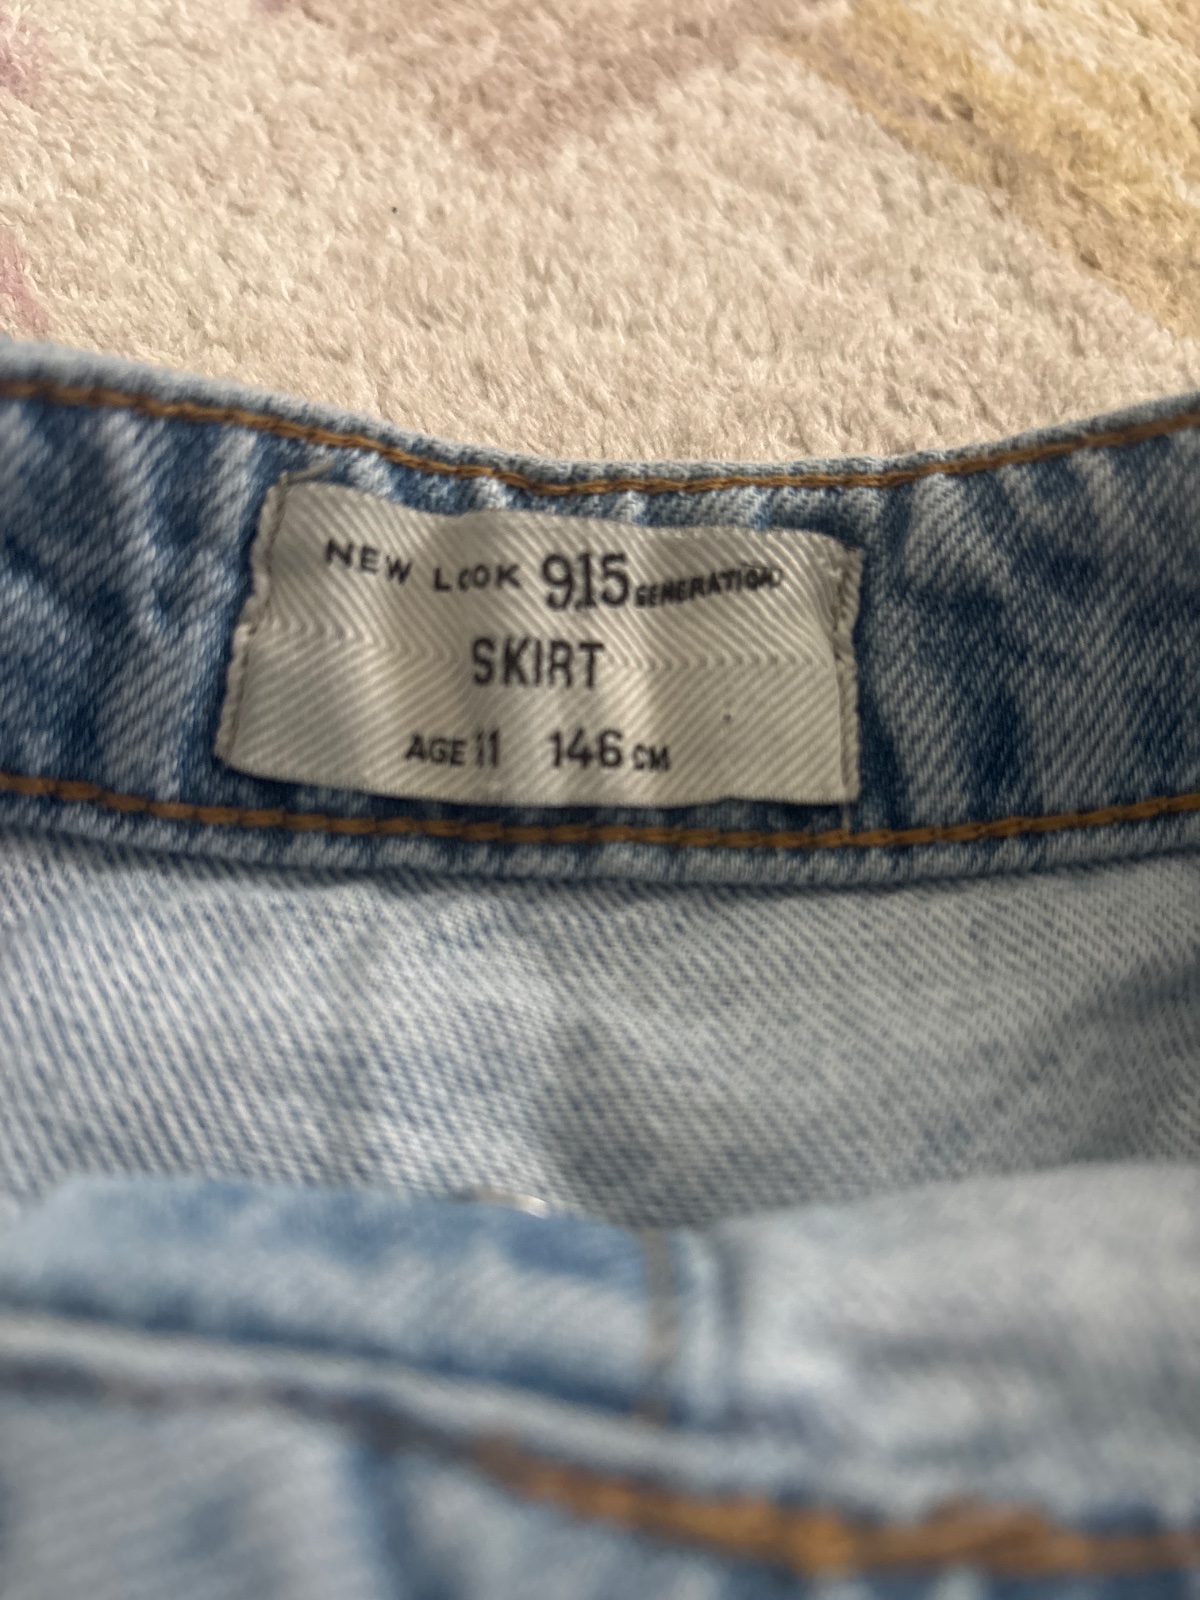 NEW LOOK 915 GENERATION
SKIRT
AGE 11 146 CM